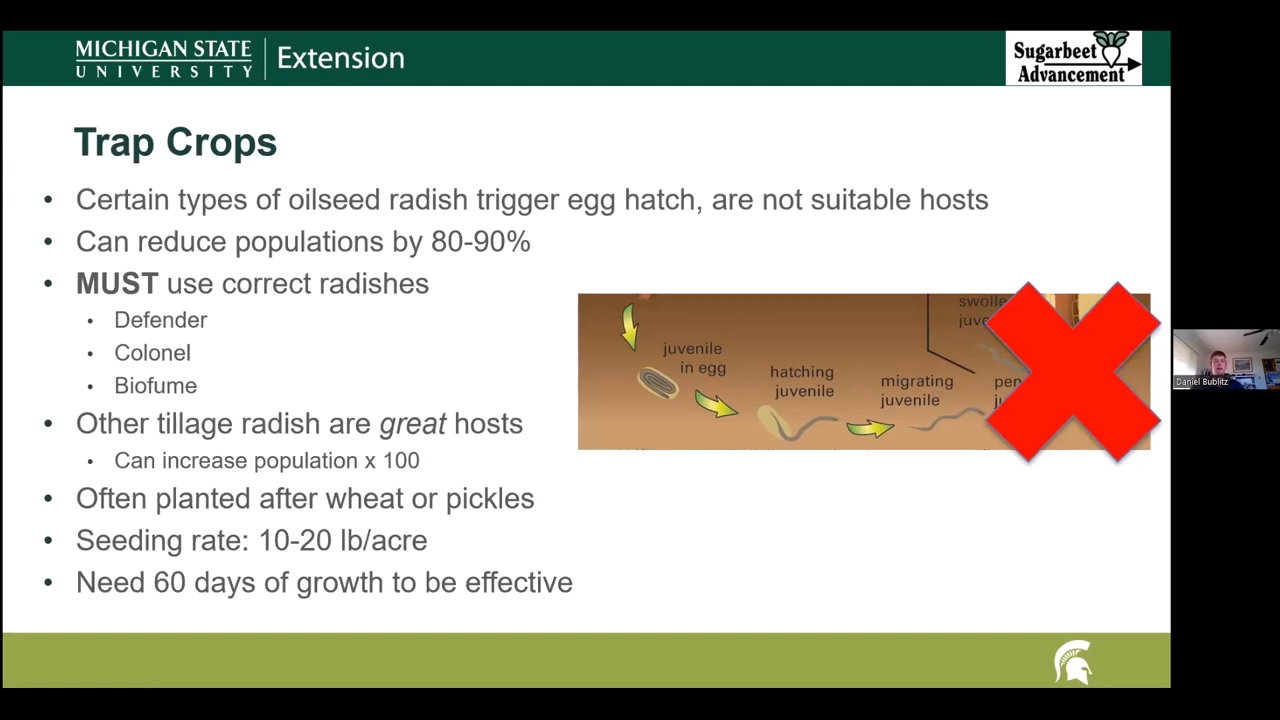 MICHIGAN STATE
UNIVERSITY
Extension
Sugarbeet
Advancement
Trap Crops
• Certain types of oilseed radish trigger egg hatch, are not suitable hosts
• Can reduce populations by 80-90%
• MUST use correct radishes
• Defender
• Colonel
• Biofume
• Other tillage radish are great hosts
• Can increase population x 100
• Often planted after wheat or pickles
• Seeding rate: 10-20 lb/acre
• Need 60 days of growth to be effective
juvenile
in egg
hatching
juvenile
migrating
juvenile
Daniel Bublitz